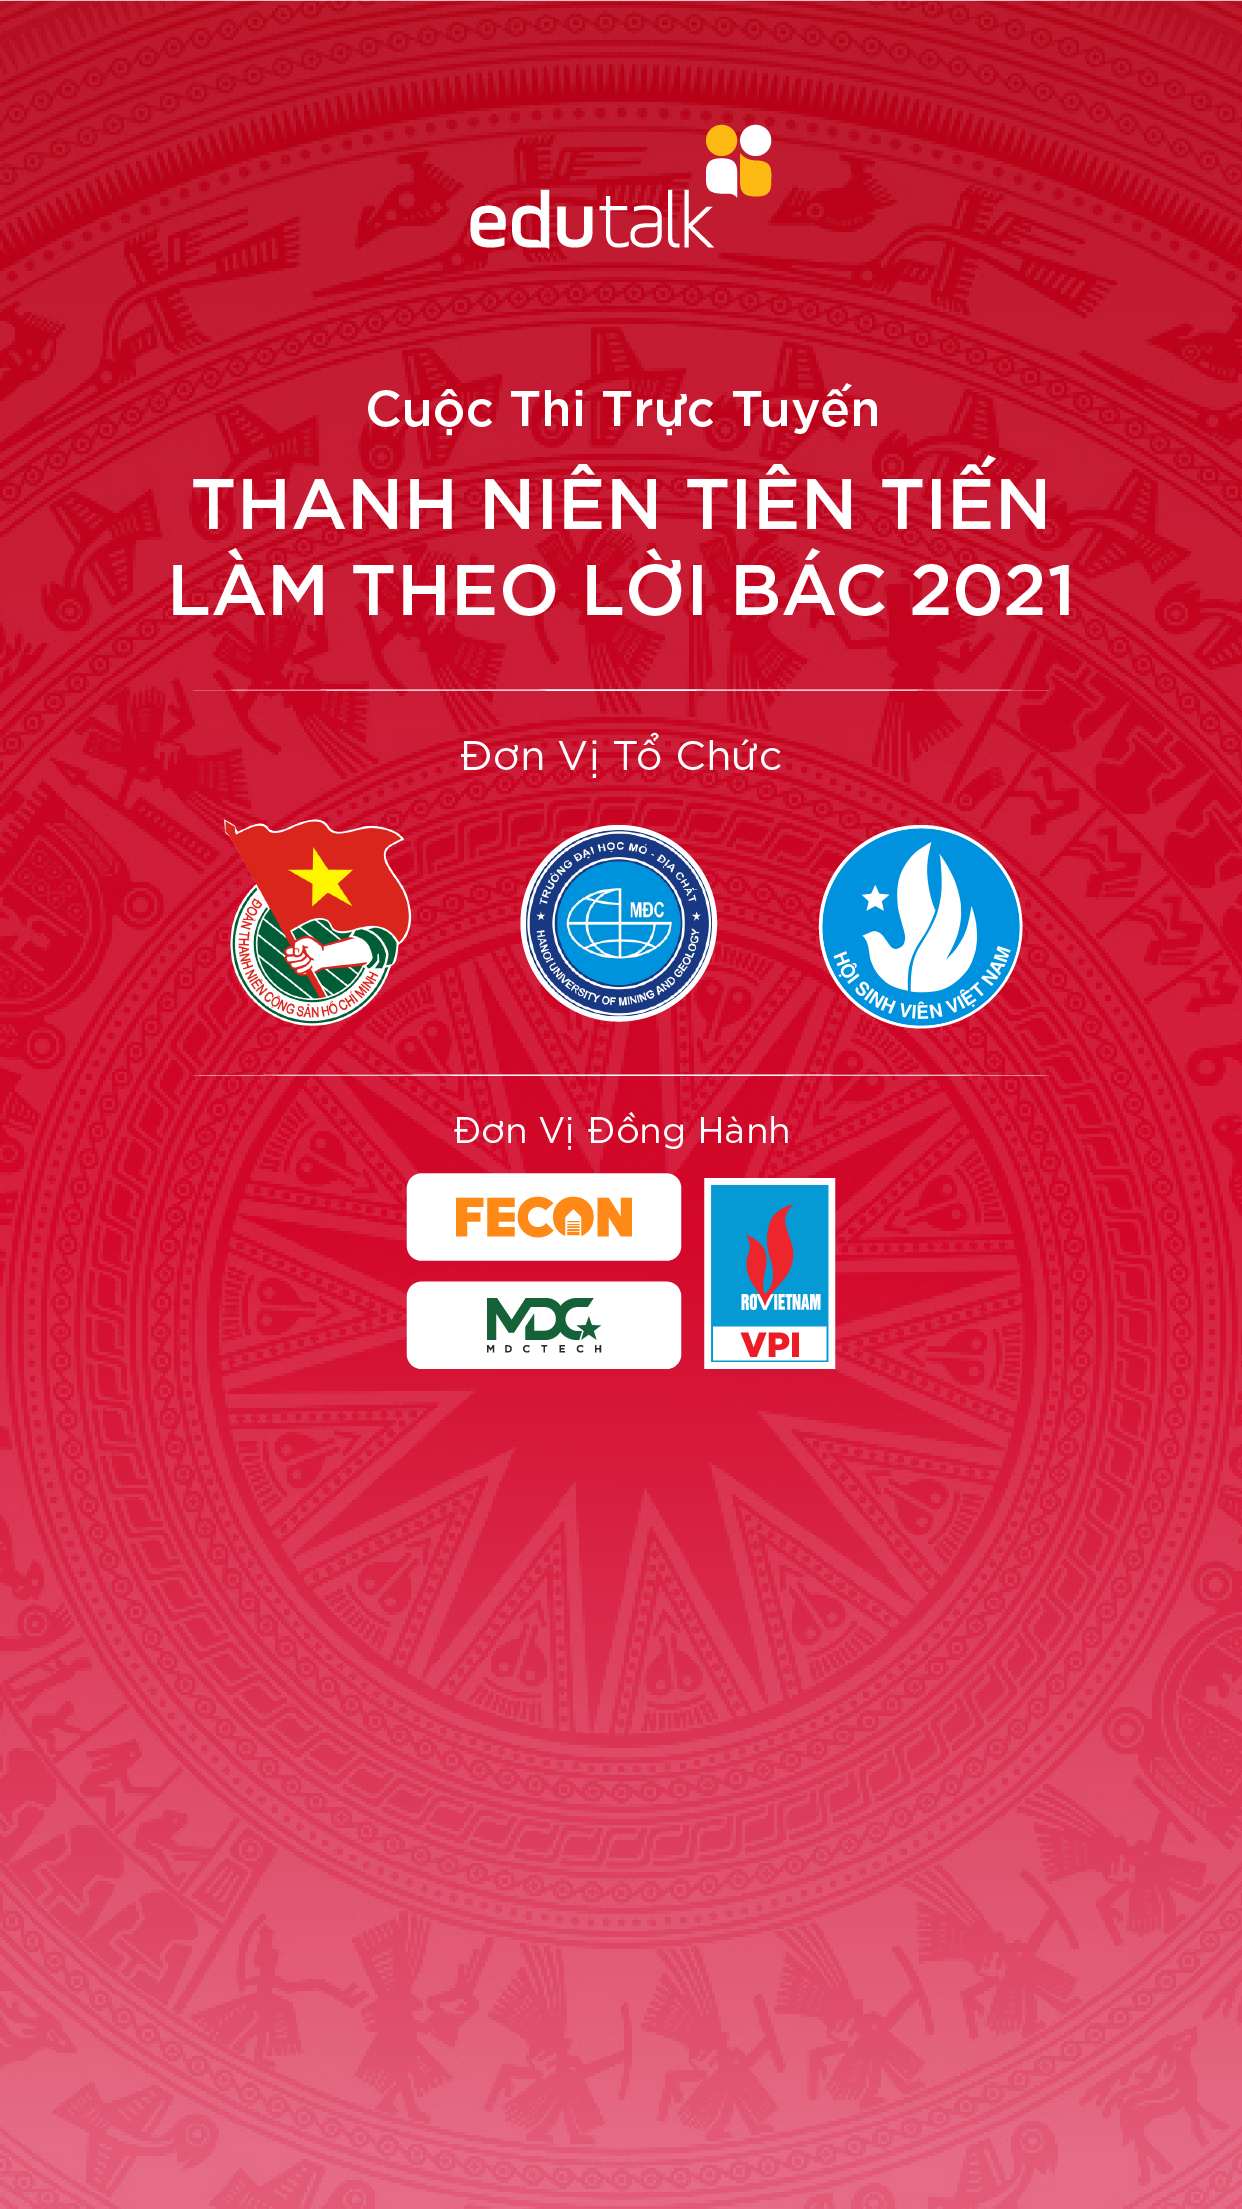 edutalk
Cuộc Thi Trực Tuyến
THANH NIÊN TIÊN TIẾN
LÀM THEO LỜI BÁC 2021
Đơn Vị Tổ Chức
ĐOÀN THANH NIÊN CỘNG SẢN HỒ CHÍ MINH
TRƯỜNG ĐẠI HỌC MỎ - ĐỊA CHẤT
MĐC
HANOI UNIVERSITY OF MINING AND GEOLOGY
HỘI SINH VIÊN VIỆT NAM
Đơn Vị Đồng Hành
FECON
MDC
MDCTECH
ROVIETNAM
VPI